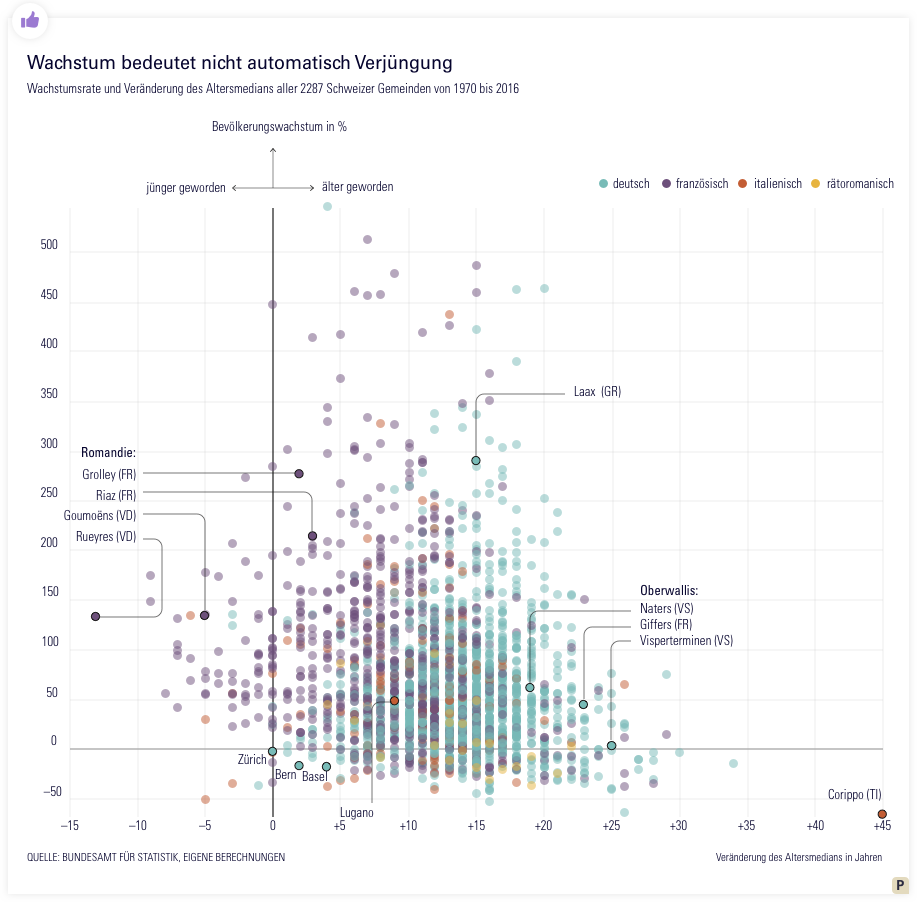 Wachstum bedeutet nicht automatisch Verjüngung
Wachstumsrate und Veränderung des Altersmedians aller 2287 Schweizer Gemeinden von 1970 bis 2016
Bevölkerungswachstum in %
jünger geworden
älter geworden
deutsch
französisch
italienisch
rätoromanisch
500
450
400
350
300
250
200
150
100
50
0
−50
Laax (GR)
Romandie:
Grolley (FR)
Riaz (FR)
Goumoëns (VD)
Rueyres (VD)
Oberwallis:
Naters (VS)
Giffers (FR)
Visperterminen (VS)
Zürich
Bern
Basel
Lugano
Corippo (TI)
−15
−10
−5
0
+5
+10
+15
+20
+25
+30
+35
+40
+45
QUELLE: BUNDESAMT FÜR STATISTIK, EIGENE BERECHNUNGEN
Veränderung des Altersmedians in Jahren
P